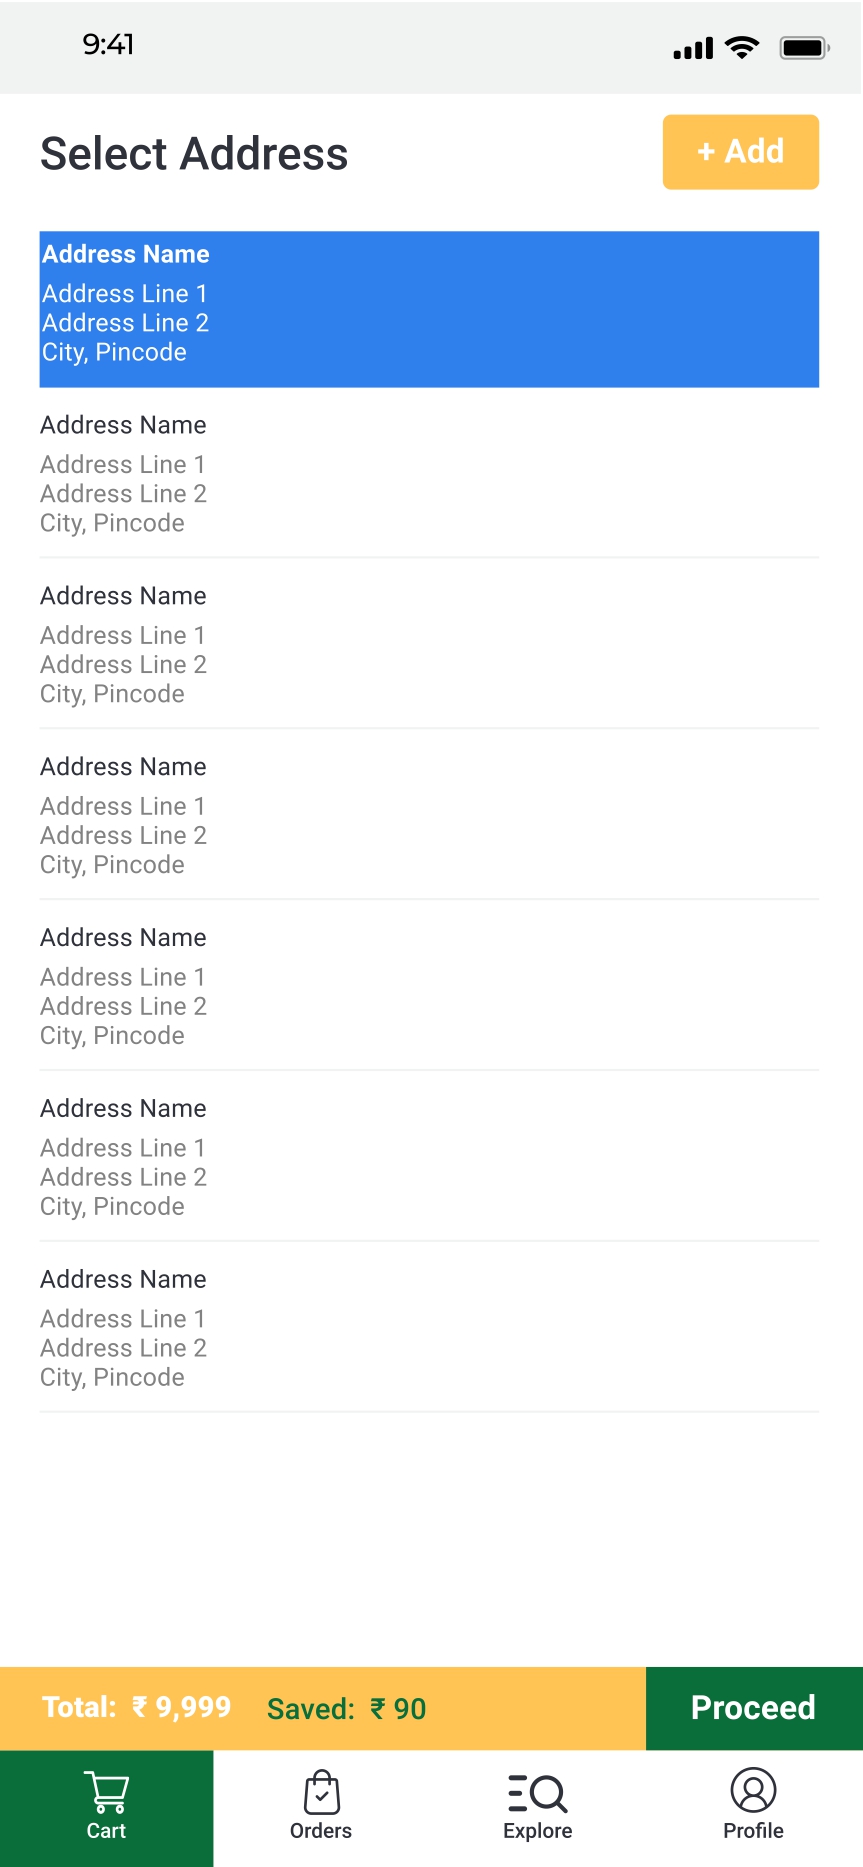 9:41
Select Address
+ Add
Address Name
Address Line 1
Address Line 2
City, Pincode
Address Name
Address Line 1
Address Line 2
City, Pincode
Address Name
Address Line 1
Address Line 2
City, Pincode
Address Name
Address Line 1
Address Line 2
City, Pincode
Address Name
Address Line 1
Address Line 2
City, Pincode
Address Name
Address Line 1
Address Line 2
City, Pincode
Address Name
Address Line 1
Address Line 2
City, Pincode
Total: ₹ 9,999 Saved: ₹ 90
Proceed
Cart
Orders
Explore
Profile